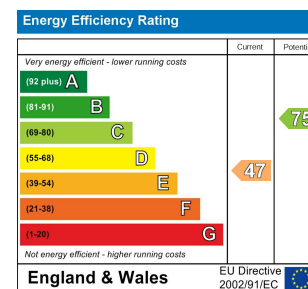 Energy Efficiency Rating
Current Potenti
Very energy efficient - lower running costs
(92 plus) A
(81-91) B
(69-80) C
75
(55-68) D
47
(39-54) E
(21-38) F
(1-20) G
Not energy efficient - higher running costs
England & Wales
EU Directive
2002/91/EC